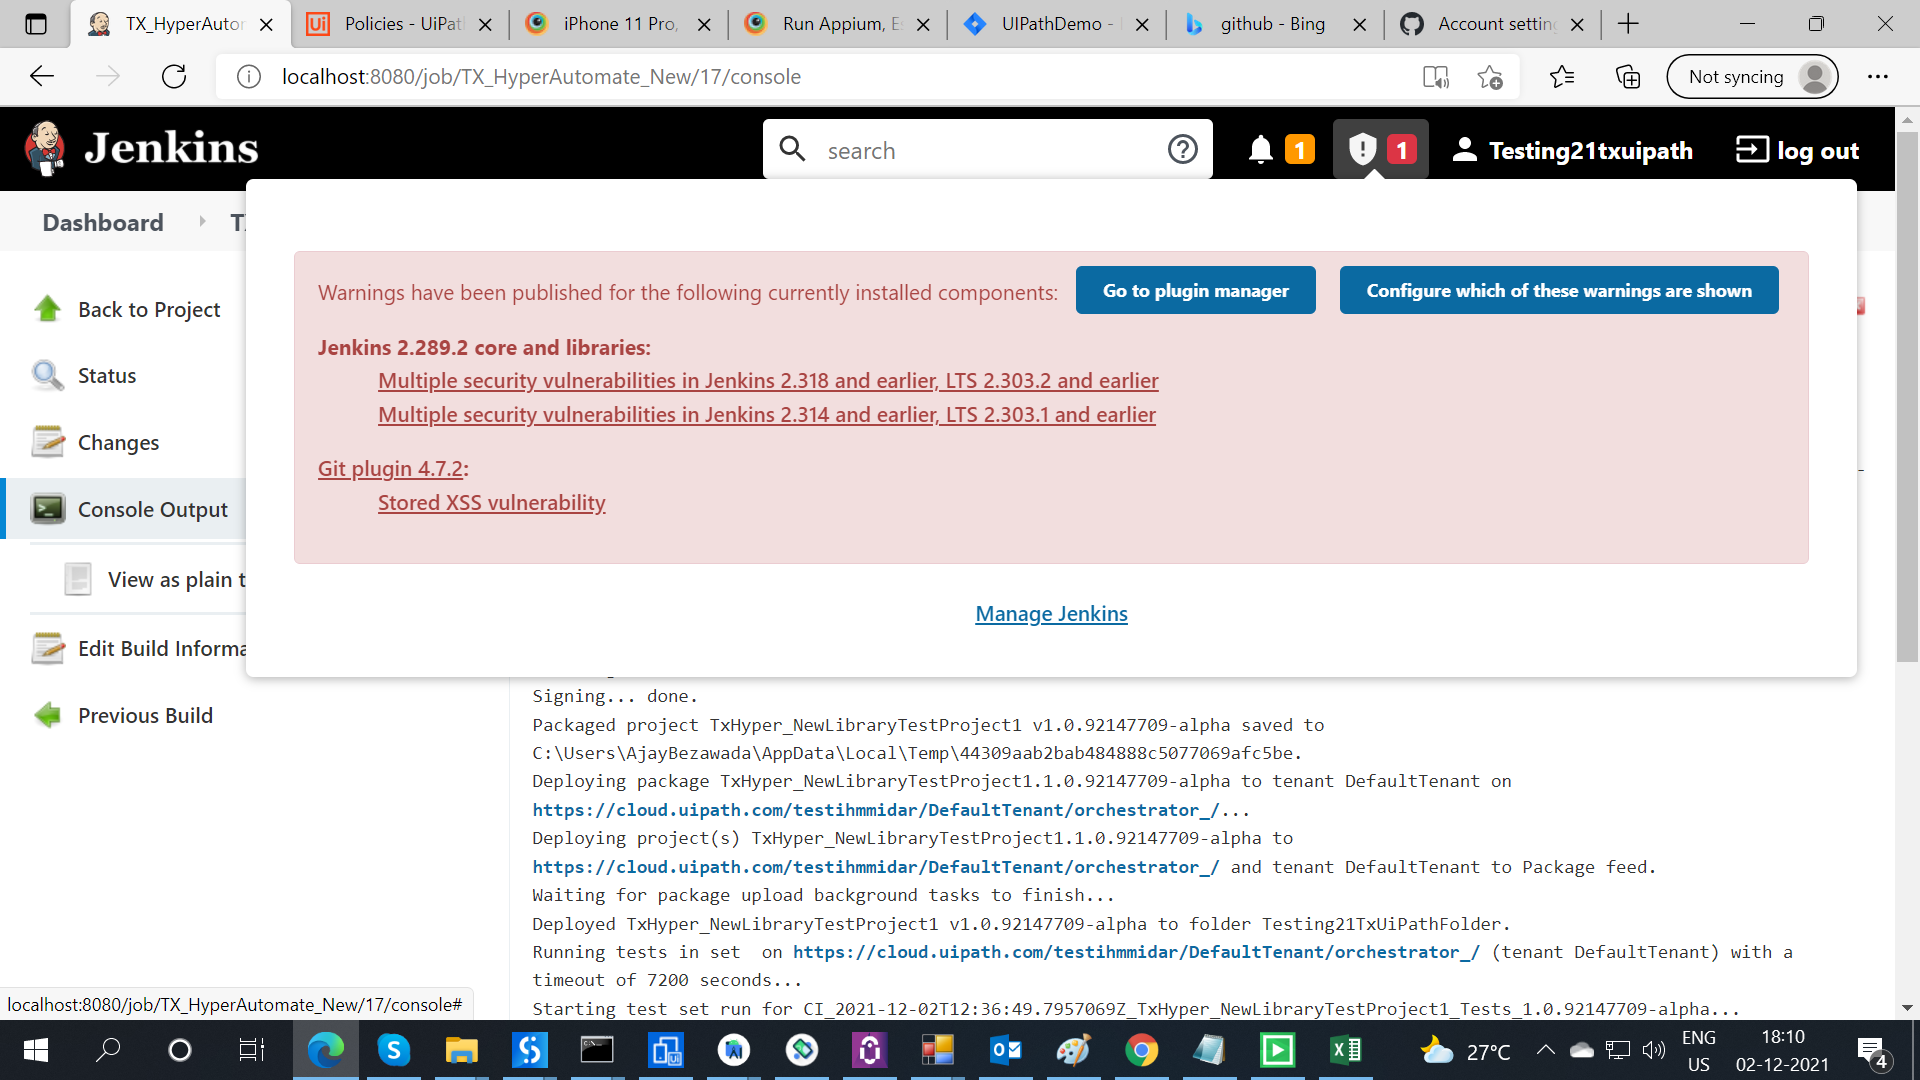 TX_HyperAutor
Policies - UiPath
iPhone 11 Pro,
Run Appium, Es
UIPathDemo -
github - Bing
Account setting
localhost:8080/job/TX_HyperAutomate_New/17/console
Not syncing
Jenkins
search
1
1
Testing21txuipath
log out
Dashboard
Warnings have been published for the following currently installed components:
Go to plugin manager
Configure which of these warnings are shown
Jenkins 2.289.2 core and libraries:
Multiple security vulnerabilities in Jenkins 2.318 and earlier, LTS 2.303.2 and earlier
Multiple security vulnerabilities in Jenkins 2.314 and earlier, LTS 2.303.1 and earlier
Git plugin 4.7.2:
Stored XSS vulnerability
Manage Jenkins
Back to Project
Status
Changes
Console Output
View as plain t
Edit Build Informa
Previous Build
Signing... done.
Packaged project TxHyper_NewLibraryTestProject1 v1.0.92147709-alpha saved to
C:\Users\AjayBezawada\AppData\Local\Temp\44309aab2bab484888c5077069afc5be.
Deploying package TxHyper_NewLibraryTestProject1.1.0.92147709-alpha to tenant DefaultTenant on
https://cloud.uipath.com/testihmmidar/DefaultTenant/orchestrator_/...
Deploying project(s) TxHyper_NewLibraryTestProject1.1.0.92147709-alpha to
https://cloud.uipath.com/testihmmidar/DefaultTenant/orchestrator_/ and tenant DefaultTenant to Package feed.
Waiting for package upload background tasks to finish...
Deployed TxHyper_NewLibraryTestProject1 v1.0.92147709-alpha to folder Testing21TxUiPathFolder.
Running tests in set  on https://cloud.uipath.com/testihmmidar/DefaultTenant/orchestrator_/ (tenant DefaultTenant) with a
timeout of 7200 seconds...
Starting test set run for CI_2021-12-02T12:36:49.7957069Z_TxHyper_NewLibraryTestProject1_Tests_1.0.92147709-alpha...
localhost:8080/job/TX_HyperAutomate_New/17/console#
27°C
ENG
US
18:10
02-12-2021
4